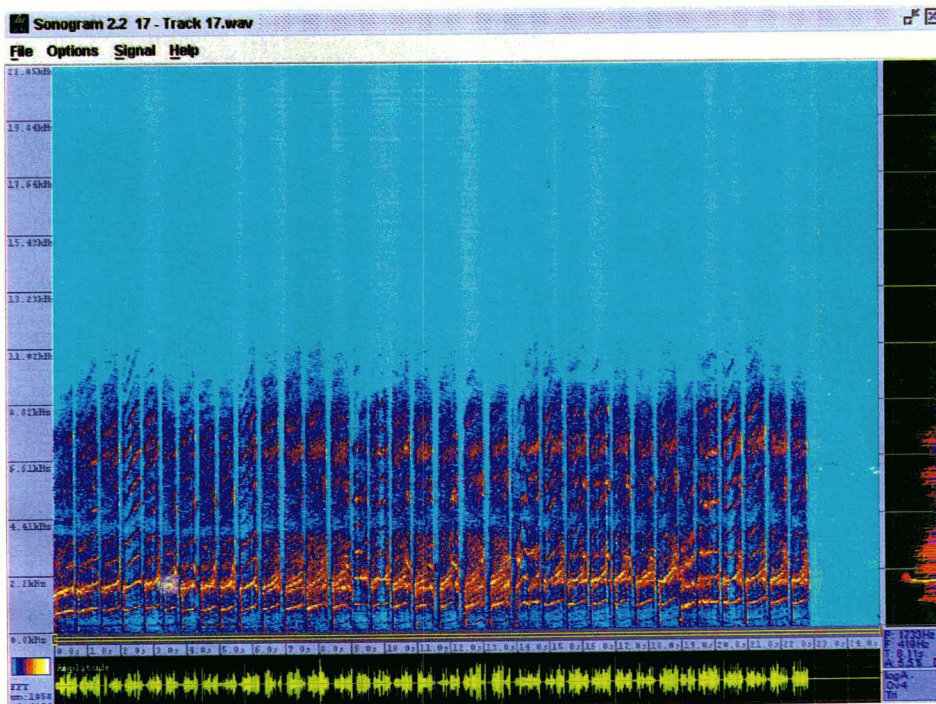 Sonogram 2.2 17 - Track 17.wav
File Options Signal Help
19.44kHz
17.64kHz
15.43kHz
13.23kHz
11.02kHz
8.82kHz
6.61kHz
4.41kHz
2.2kHz
0.0kHz
0.0s 1.0s 2.0s 3.0s 4.0s 5.0s 6.0s 7.0s 8.0s 9.0s 10.0s 11.0s 12.0s 13.0s 14.0s 15.0s 16.0s 17.0s 18.0s 19.0s 20.0s 21.0s 22.0s 23.0s 24.0s
Amplitude
F: 1733Hz
F: 419Hz
T: 8.11s
A: 5.5%
FFT
logA
Ov4
Tri